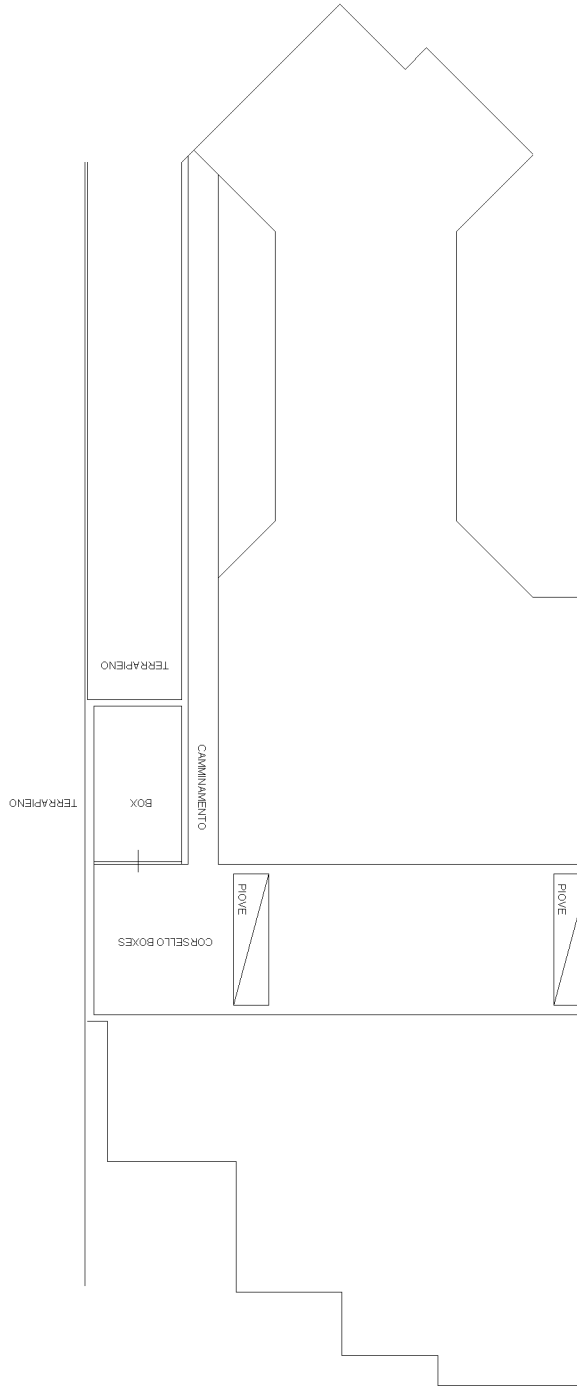 TERRAPIENO
CAMMINAMENTO
TERRAPIENO
BOX
PIOVE
PIOVE
CORSELLO BOXES